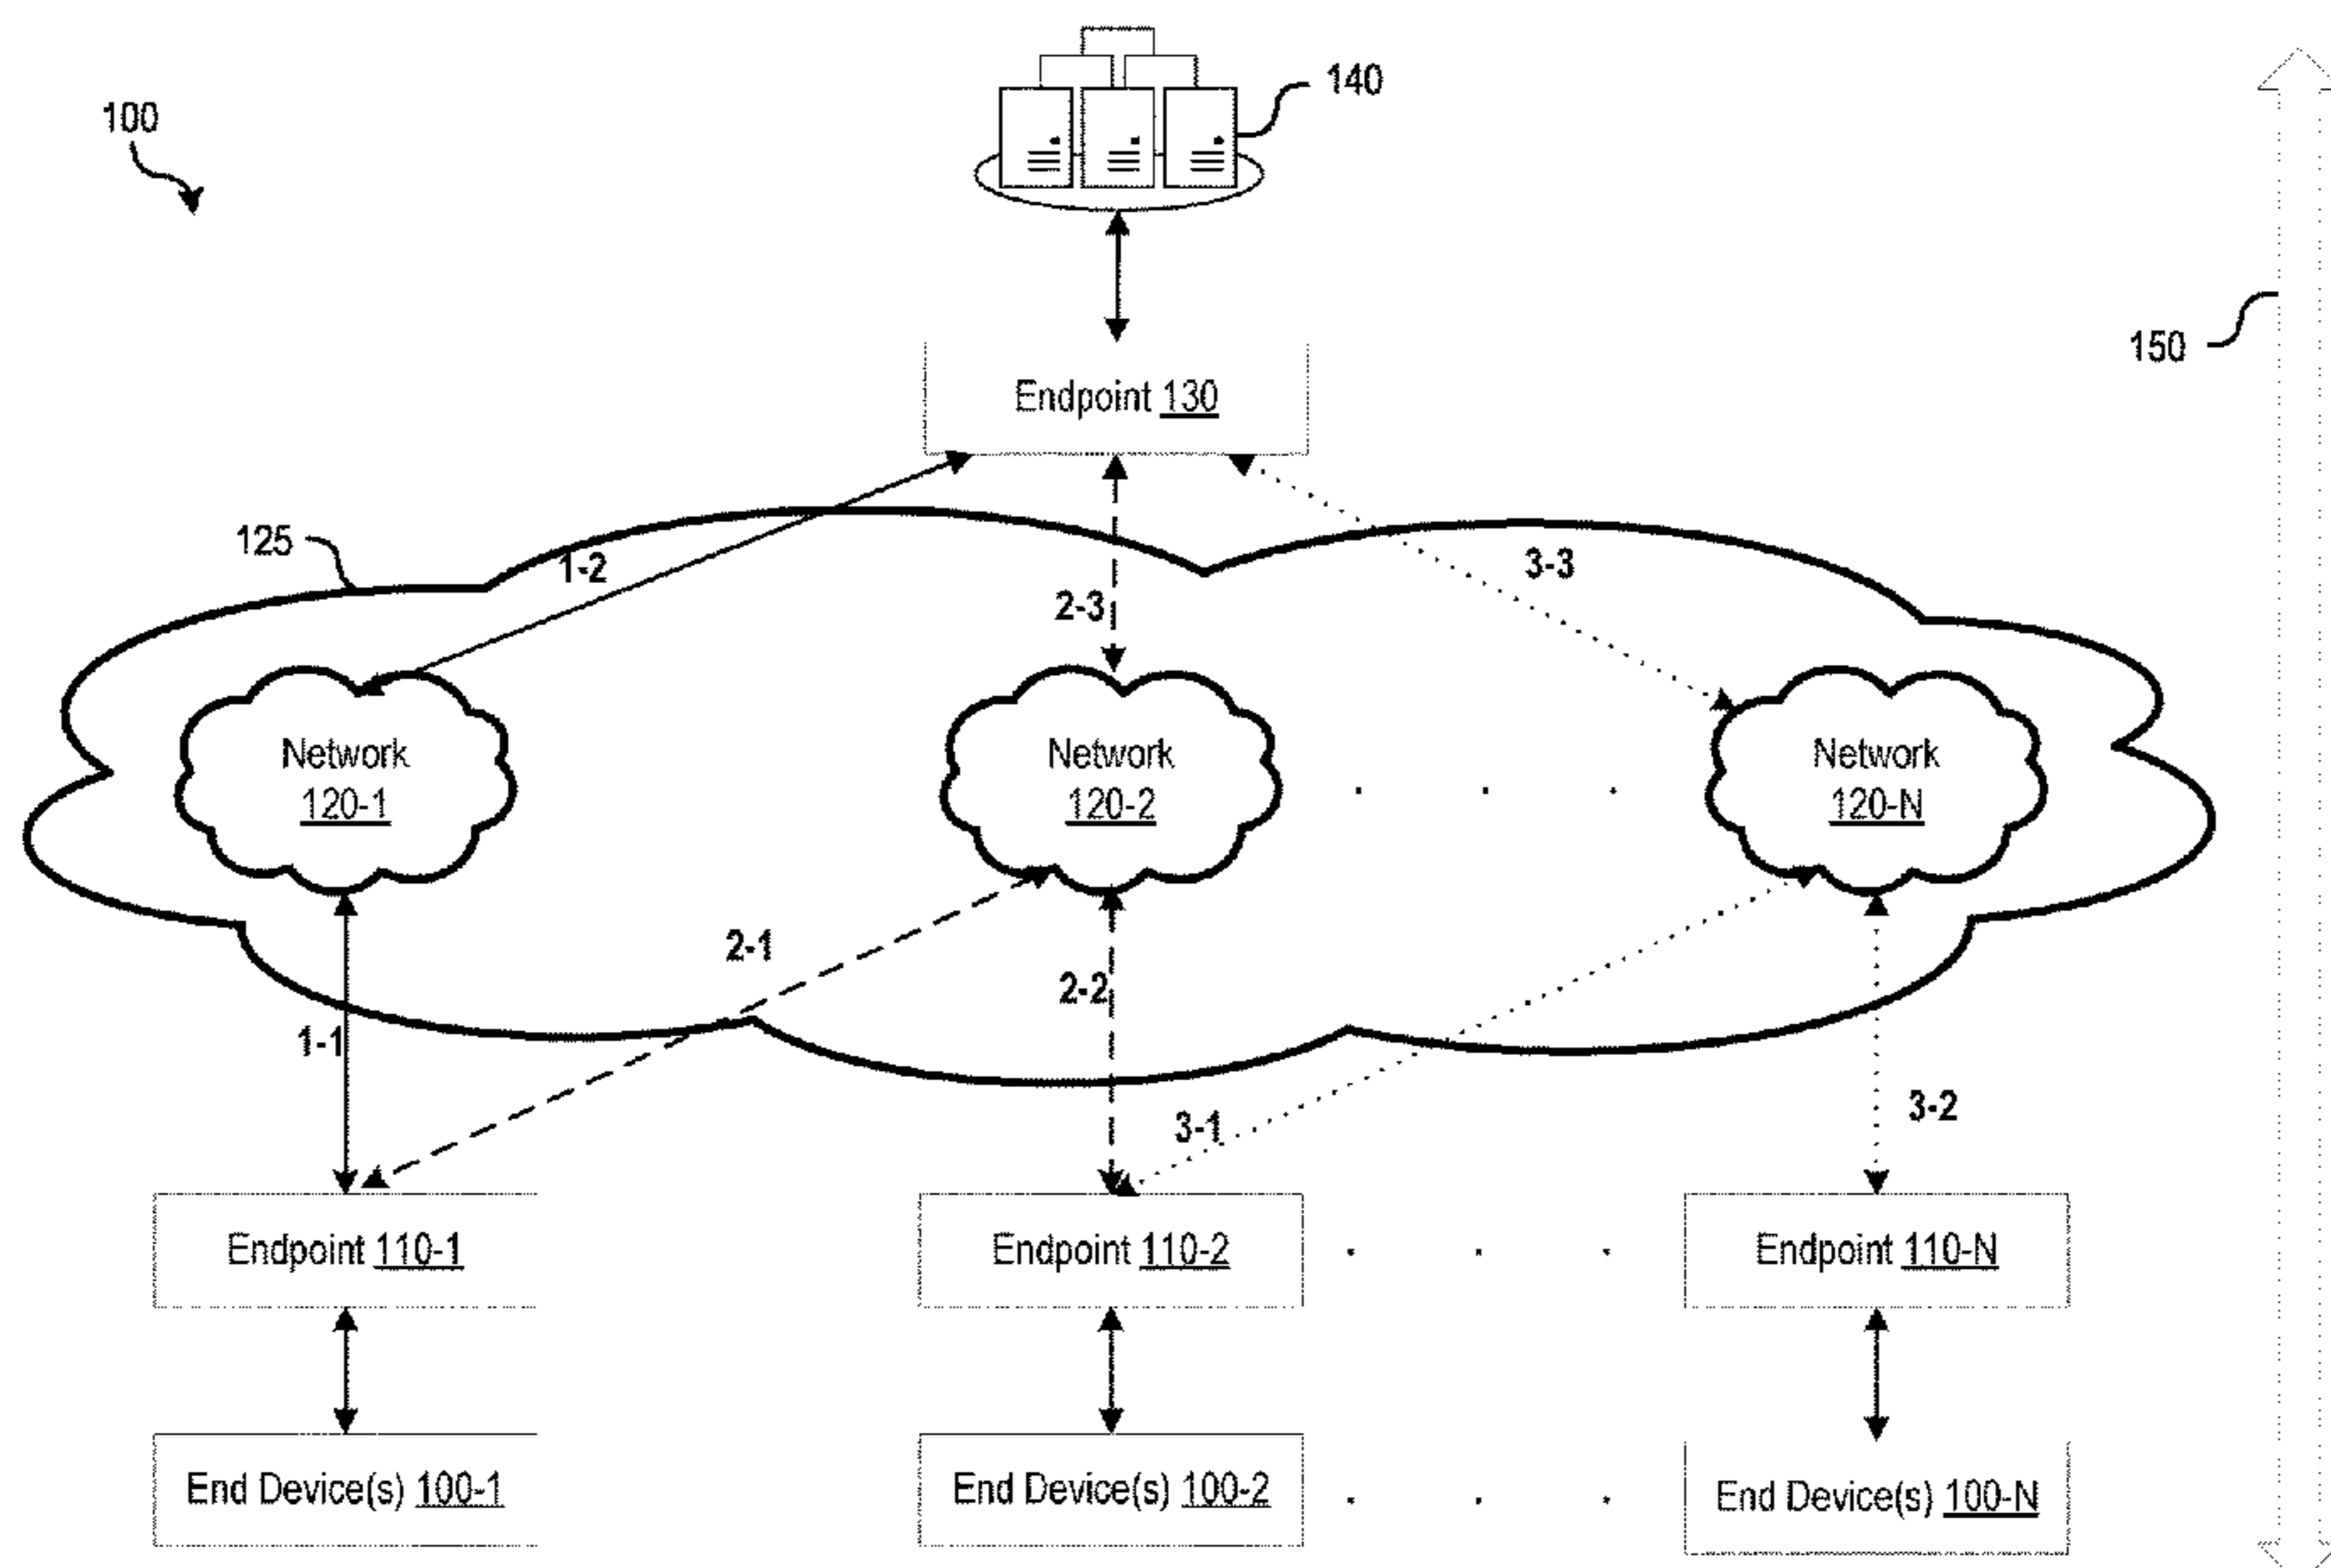 140
100
150
Endpoint 130
125
1-2
3-3
2-3
Network
120-1
Network
120-2
. . .
Network
120-N
2-1
2-2
1-1
3-1
3-2
Endpoint 110-1
Endpoint 110-2
. . .
Endpoint 110-N
End Device(s) 100-1
End Device(s) 100-2
. . .
End Device(s) 100-N